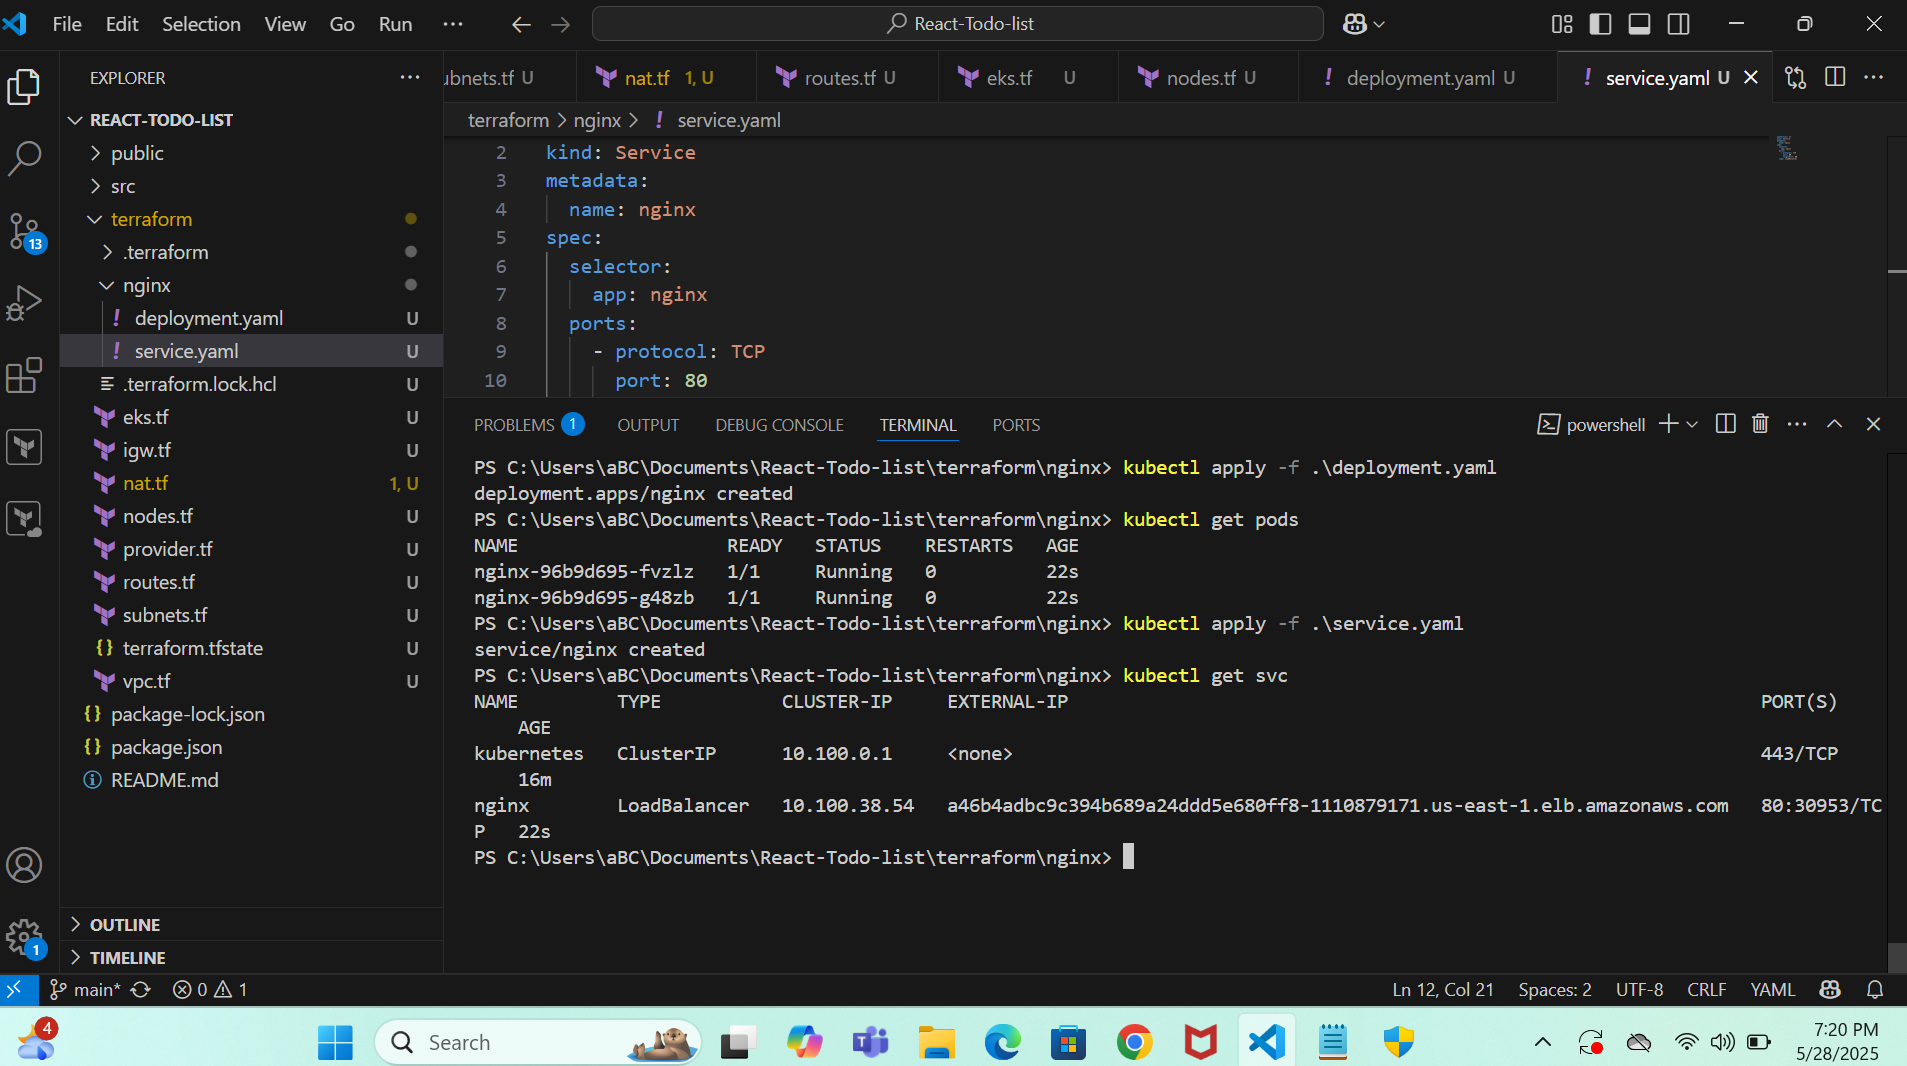 File Edit Selection View Go Run ···
React-Todo-list
EXPLORER ···
REACT-TODO-LIST
public
src
terraform
.terraform
nginx
! deployment.yaml U
! service.yaml U
.terraform.lock.hcl U
eks.tf U
igw.tf U
nat.tf 1, U
nodes.tf U
provider.tf U
routes.tf U
subnets.tf U
{} terraform.tfstate U
vpc.tf U
{} package-lock.json
{} package.json
README.md
OUTLINE
TIMELINE
13
1
ubnets.tf U
nat.tf 1, U
routes.tf U
eks.tf U
nodes.tf U
! deployment.yaml U
! service.yaml U
terraform > nginx > ! service.yaml
2 kind: Service
3 metadata:
4 name: nginx
5 spec:
6 selector:
7 app: nginx
8 ports:
9 - protocol: TCP
10 port: 80
PROBLEMS 1 OUTPUT DEBUG CONSOLE TERMINAL PORTS
powershell
PS C:\Users\aBC\Documents\React-Todo-list\terraform\nginx> kubectl apply -f .\deployment.yaml
deployment.apps/nginx created
PS C:\Users\aBC\Documents\React-Todo-list\terraform\nginx> kubectl get pods
NAME READY STATUS RESTARTS AGE
nginx-96b9d695-fvzlz 1/1 Running 0 22s
nginx-96b9d695-g48zb 1/1 Running 0 22s
PS C:\Users\aBC\Documents\React-Todo-list\terraform\nginx> kubectl apply -f .\service.yaml
service/nginx created
PS C:\Users\aBC\Documents\React-Todo-list\terraform\nginx> kubectl get svc
NAME TYPE CLUSTER-IP EXTERNAL-IP PORT(S)
AGE
kubernetes ClusterIP 10.100.0.1 <none> 443/TCP
16m
nginx LoadBalancer 10.100.38.54 a46b4adbc9c394b689a24ddd5e680ff8-1110879171.us-east-1.elb.amazonaws.com 80:30953/TC
P 22s
PS C:\Users\aBC\Documents\React-Todo-list\terraform\nginx>
main* 0 1
Ln 12, Col 21 Spaces: 2 UTF-8 CRLF YAML
4
Search
7:20 PM
5/28/2025